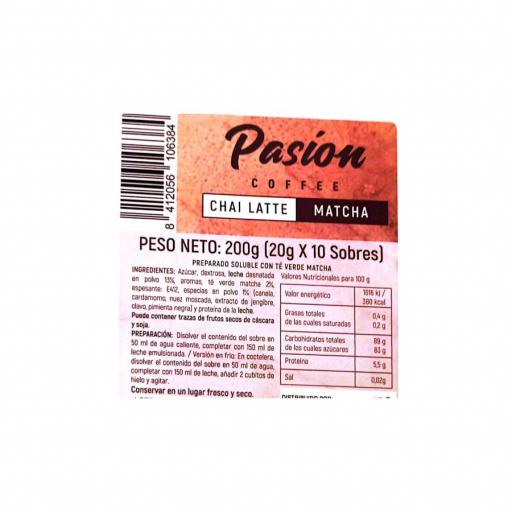 Pasion
COFFEE
CHAI LATTE MATCHA
8 412056 106384
PESO NETO: 200g (20g X 10 Sobres)
PREPARADO SOLUBLE CON TÉ VERDE MATCHA
INGREDIENTES: Azúcar, dextrosa, leche desnatada
en polvo 13%, aromas, té verde matcha 2%,
espesante: E412, especias en polvo 1% (canela,
cardamomo, nuez moscada, extracto de jengibre,
clavo, pimienta negra) y proteina de la leche.
Puede contener trazas de frutos secos de cáscara
y soja.
PREPARACIÓN: Disolver el contenido del sobre en
50 ml de agua caliente, completar con 150 ml de
leche emulsionada. / Versión en frío: En coctelera,
disolver el contenido del sobre en 50 ml de agua,
completar con 150 ml de leche, añadir 2 cubitos de
hielo y agitar.
Conservar en un lugar fresco y seco.
Valores Nutricionales para 100 g
Valor energético 1616 kJ /
380 kcal
Grasas totales 0,4 g
de las cuales saturadas 0,2 g
Carbohidratos totales 89 g
de los cuales azúcares 83 g
Proteina 5,5 g
Sal 0,02g